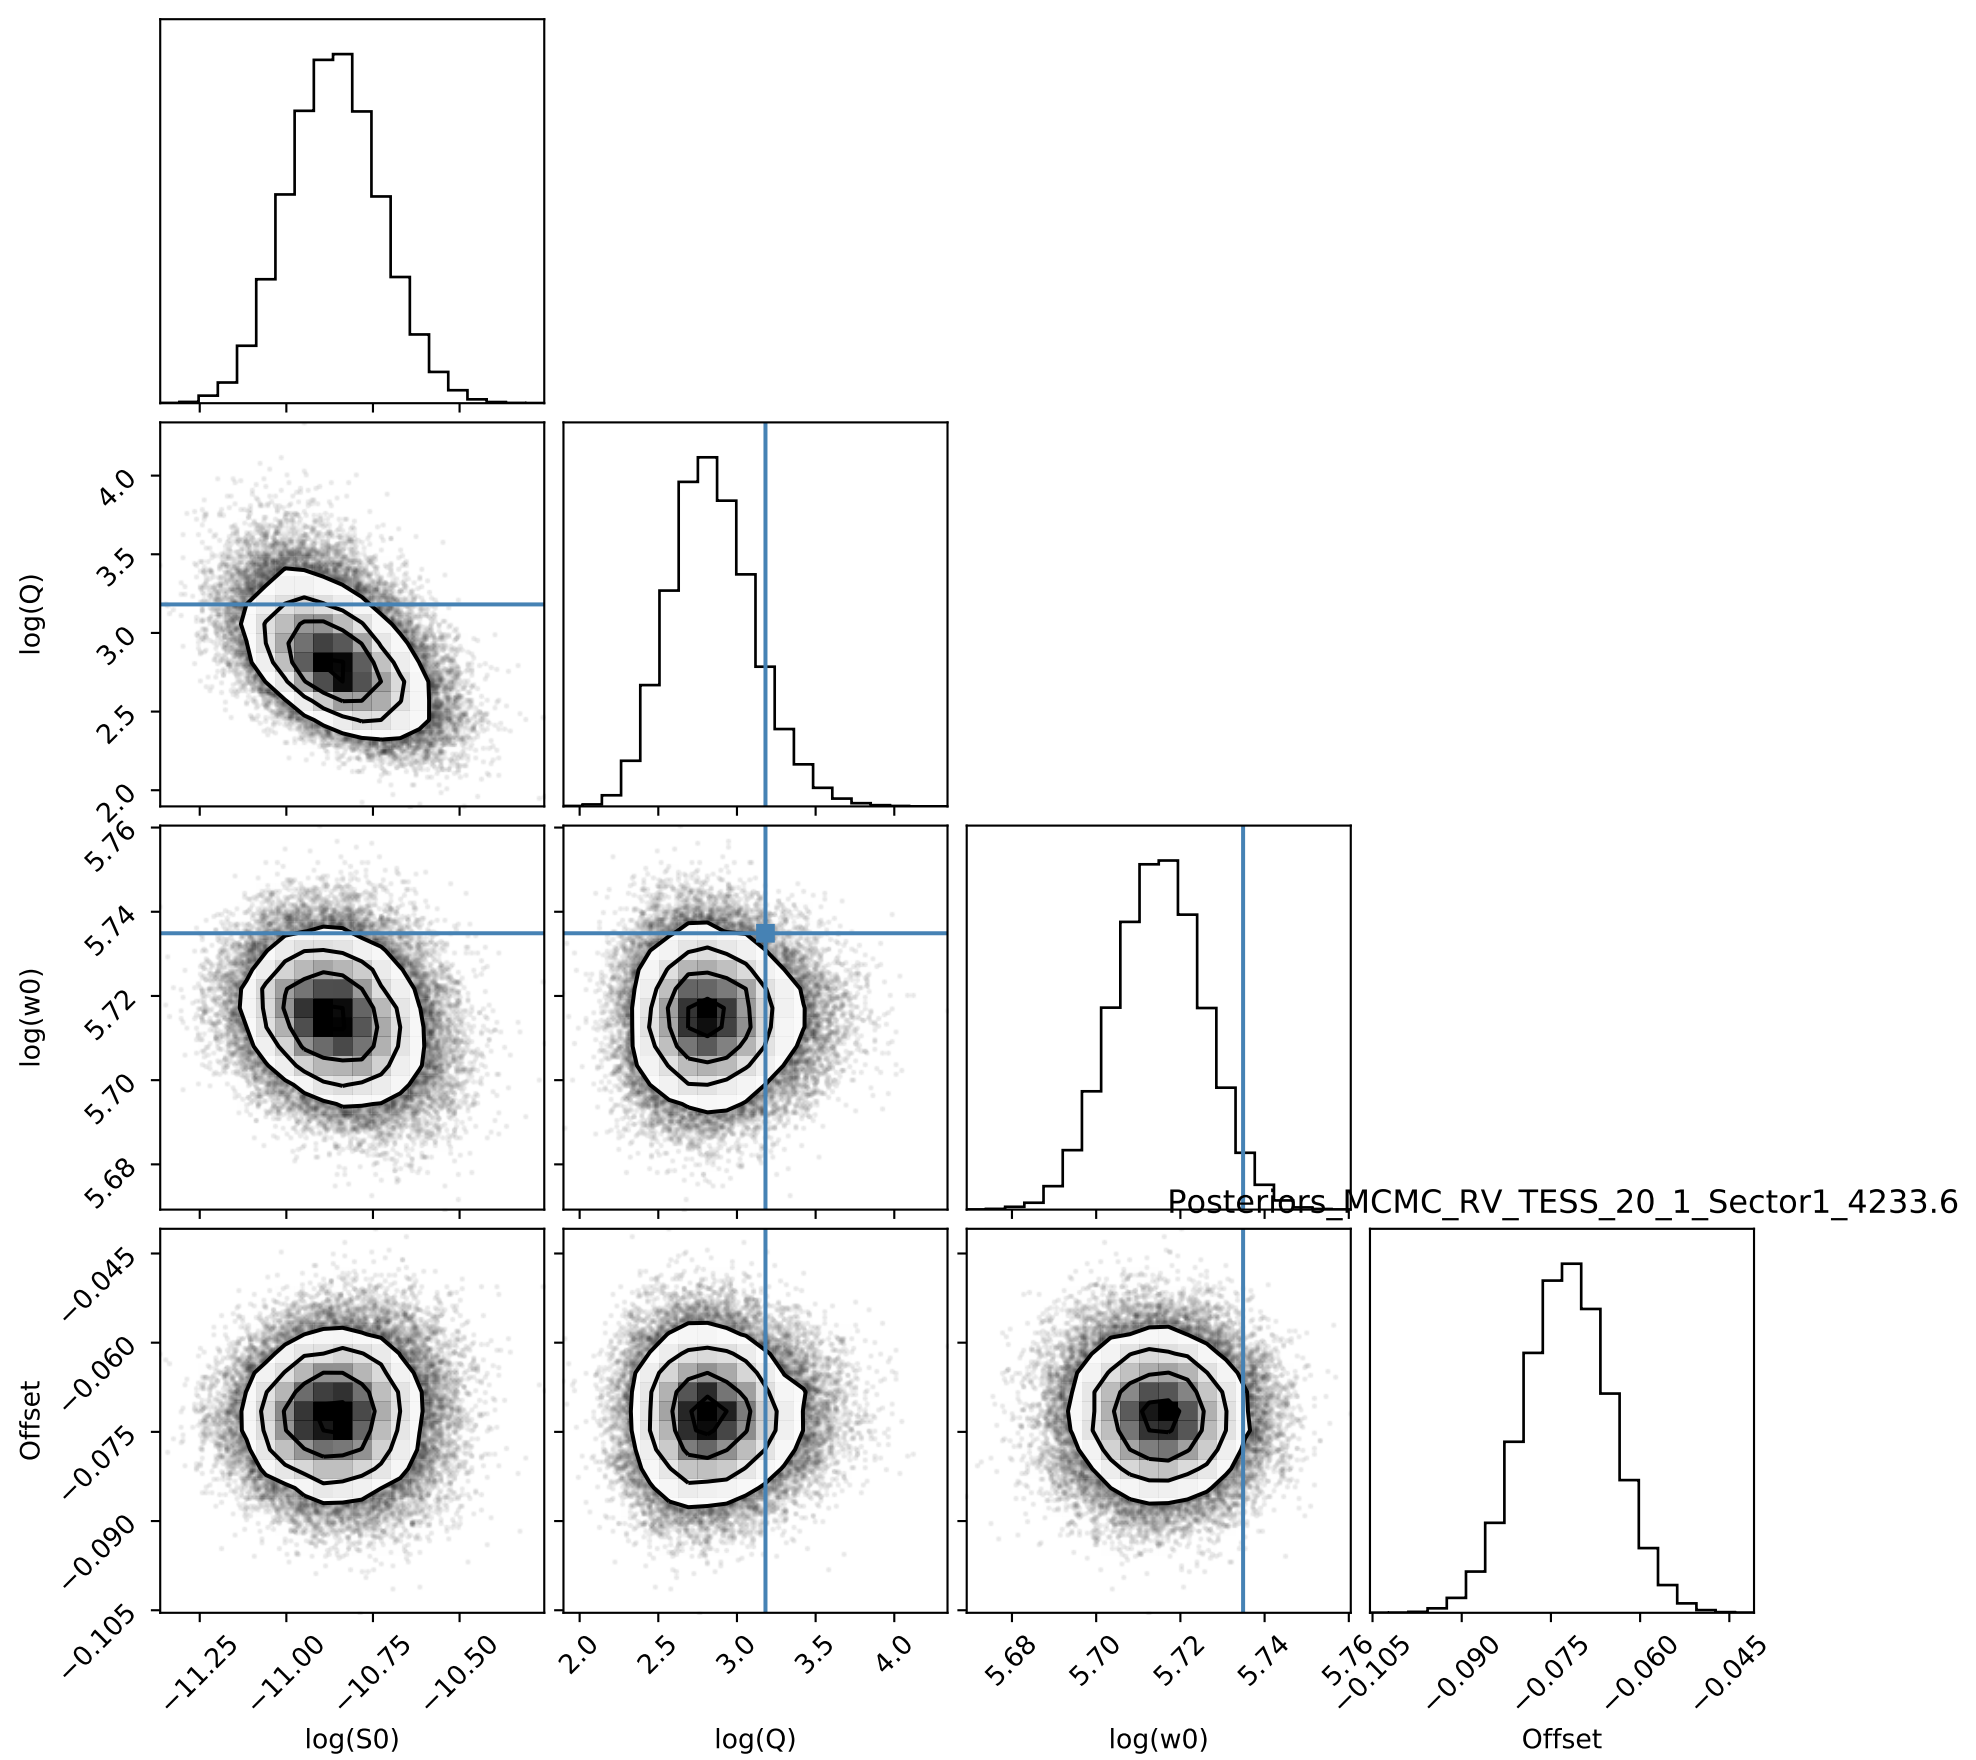 4.0
3.5
3.0
2.5
2.0
log(Q)
5.76
5.74
5.72
5.70
5.68
log(w0)
Posteriors_MCMC_RV_TESS_20_1_Sector1_4233.6
−0.045
−0.060
−0.075
−0.090
−0.105
Offset
−11.25 −11.00 −10.75 −10.50
2.0 2.5 3.0 3.5 4.0
5.68 5.70 5.72 5.74 5.76
−0.105 −0.090 −0.075 −0.060 −0.045
log(S0) log(Q) log(w0) Offset